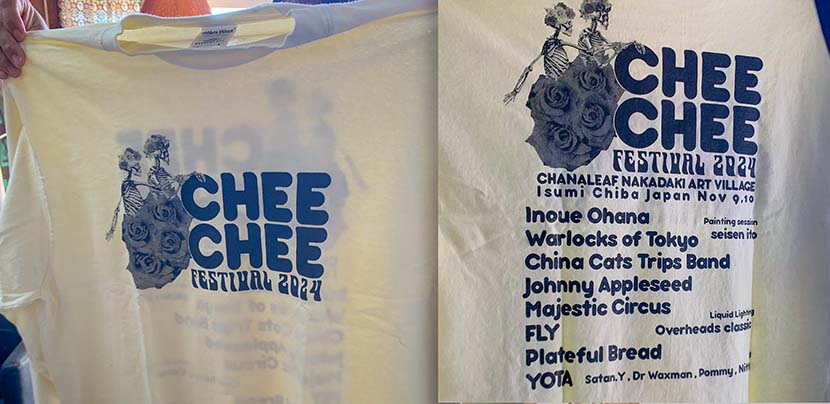 CHEE
CHEE
FESTIVAL 2024
CHEE
CHEE
FESTIVAL 2024
CHANALEAF NAKADAKI ART VILLAGE
Isumi Chiba Japan Nov 9,10
Inoue Ohana
Painting session
seisen ito
Warlocks of Tokyo
China Cats Trips Band
Johnny Appleseed
Majestic Circus
Liquid Lighting
Overheads classic
FLY
Plateful Bread
YOTA Satan.Y, Dr Waxman, Pommy,